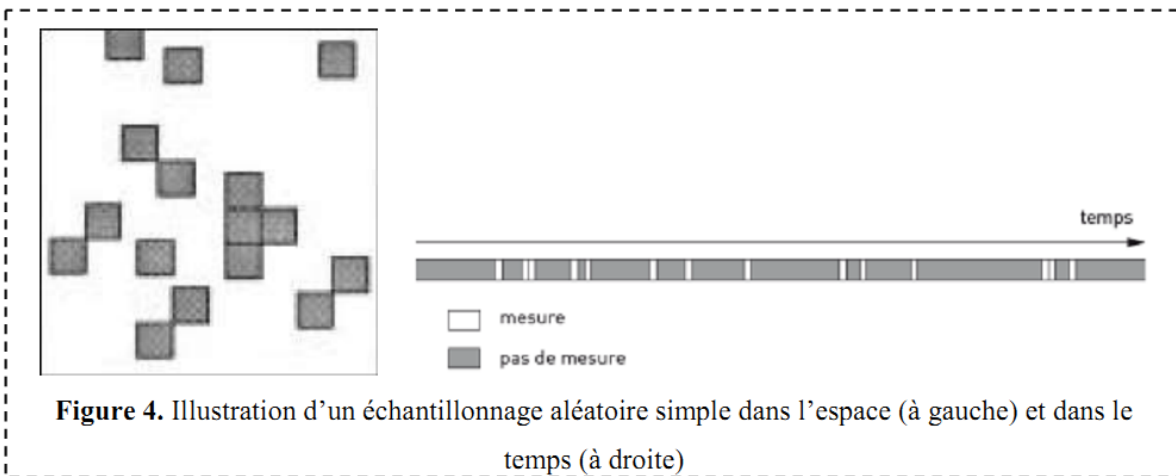 temps
mesure
pas de mesure
Figure 4. Illustration d’un échantillonnage aléatoire simple dans l’espace (à gauche) et dans le
temps (à droite)